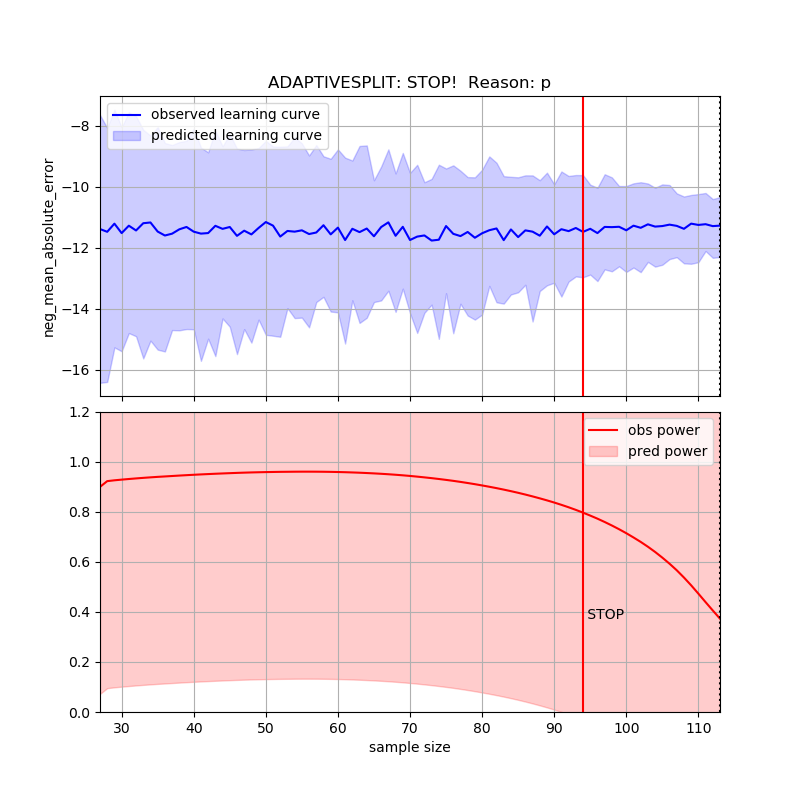 ADAPTIVESPLIT: STOP!  Reason: p
observed learning curve
predicted learning curve
neg_mean_absolute_error
−8
−10
−12
−14
−16
obs power
pred power
1.2
1.0
0.8
0.6
0.4
0.2
0.0
STOP
30 40 50 60 70 80 90 100 110
sample size